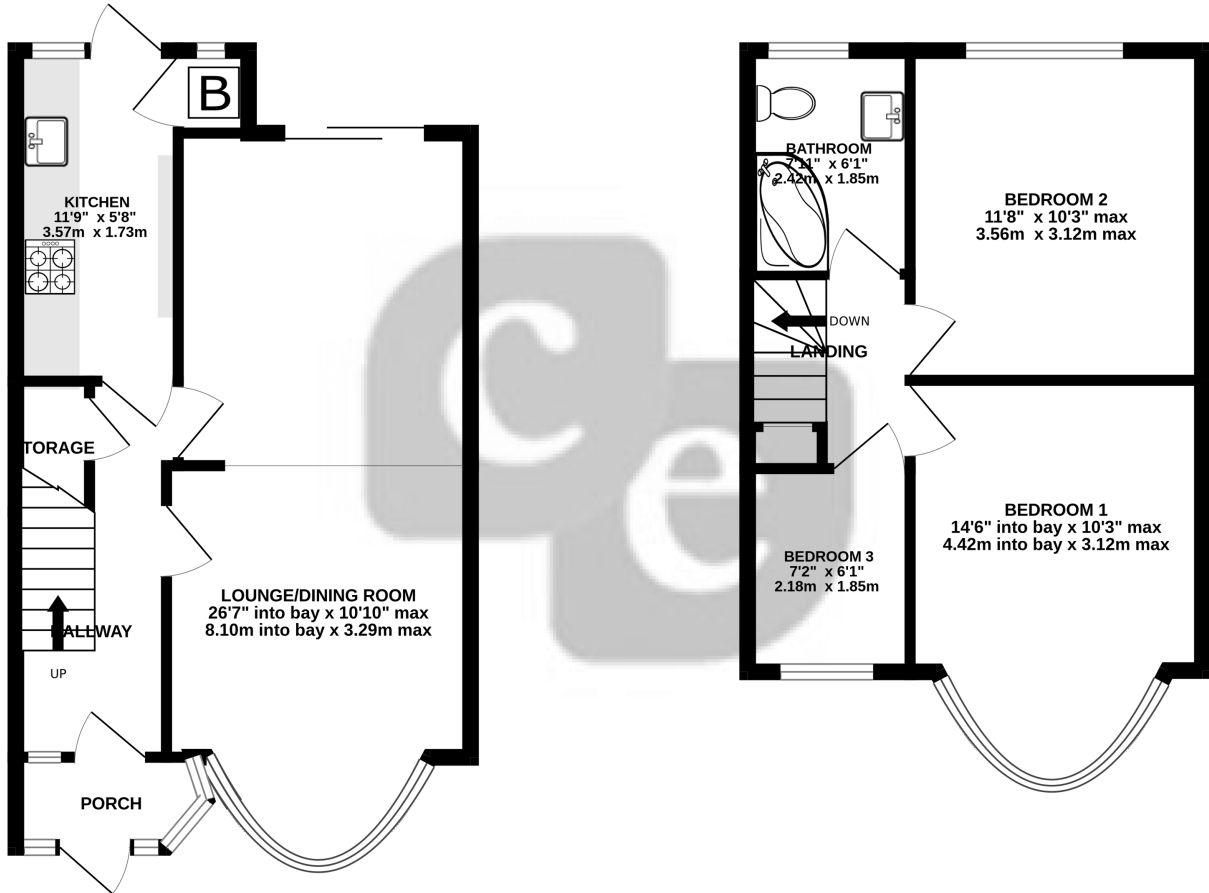 B
KITCHEN
11'9" x 5'8"
3.57m x 1.73m
TORAGE
HALLWAY
UP
PORCH
LOUNGE/DINING ROOM
26'7" into bay x 10'10" max
8.10m into bay x 3.29m max
ce
BATHROOM
7'11" x 6'1"
2.42m x 1.85m
BEDROOM 2
11'8" x 10'3" max
3.56m x 3.12m max
DOWN
LANDING
BEDROOM 1
14'6" into bay x 10'3" max
4.42m into bay x 3.12m max
BEDROOM 3
7'2" x 6'1"
2.18m x 1.85m